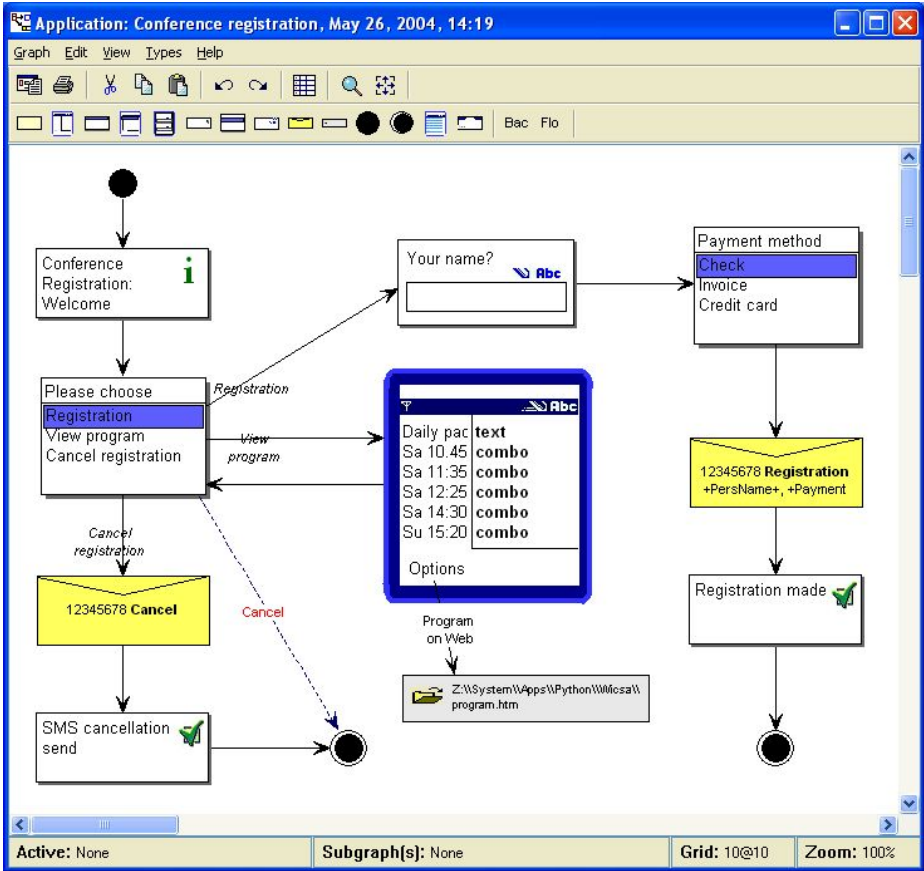 Application: Conference registration, May 26, 2004, 14:19
Graph Edit View Types Help
Bac Flo
Conference
Registration:
Welcome
i
Your name?
Abc
Payment method
Check
Invoice
Credit card
Please choose
Registration
View program
Cancel registration
Registration
View
program
Abc
Daily pac text
Sa 10.45 combo
Sa 11:35 combo
Sa 12:25 combo
Sa 14:30 combo
Su 15:20 combo
Options
12345678 Registration
+PersName+, +Payment
Cancel
registration
12345678 Cancel
Cancel
Program
on Web
Registration made
Z:\\System\\Apps\\Python\\Wicsa\\
program.htm
SMS cancellation
send
Active: None Subgraph(s): None Grid: 10@10 Zoom: 100%